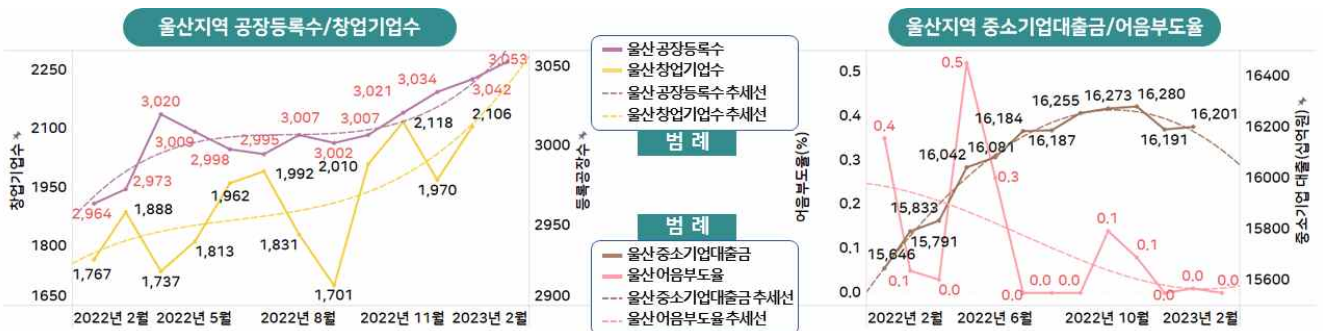 울산지역 공장등록수/창업기업수
2250
2100
1950
1800
1650
창업기업수
3050
3000
2950
2900
등록공장수
2,964
2,973
3,020
3,009
2,998
2,995
3,007
3,002
3,007
3,021
3,034
3,042
3,053
1,767
1,888
1,737
1,813
1,962
1,992
1,831
1,701
2,010
2,118
1,970
2,106
2022년 2월
2022년 5월
2022년 8월
2022년 11월
2023년 2월
울산 공장등록수
울산 창업기업수
울산 공장등록수 추세선
울산 창업기업수 추세선
범 례
범 례
울산 중소기업대출금
울산 어음부도율
울산 중소기업대출금 추세선
울산 어음부도율 추세선
울산지역 중소기업대출금/어음부도율
0.5
0.4
0.3
0.2
0.1
0.0
어음부도율(%)
16400
16200
16000
15800
15600
중소기업 대출(십억원)
15,646
15,791
15,833
16,042
16,081
16,184
16,187
16,255
16,273
16,280
16,191
16,201
0.4
0.1
0.0
0.5
0.3
0.0
0.0
0.0
0.1
0.1
0.0
0.0
0.0
2022년 2월
2022년 6월
2022년 10월
2023년 2월